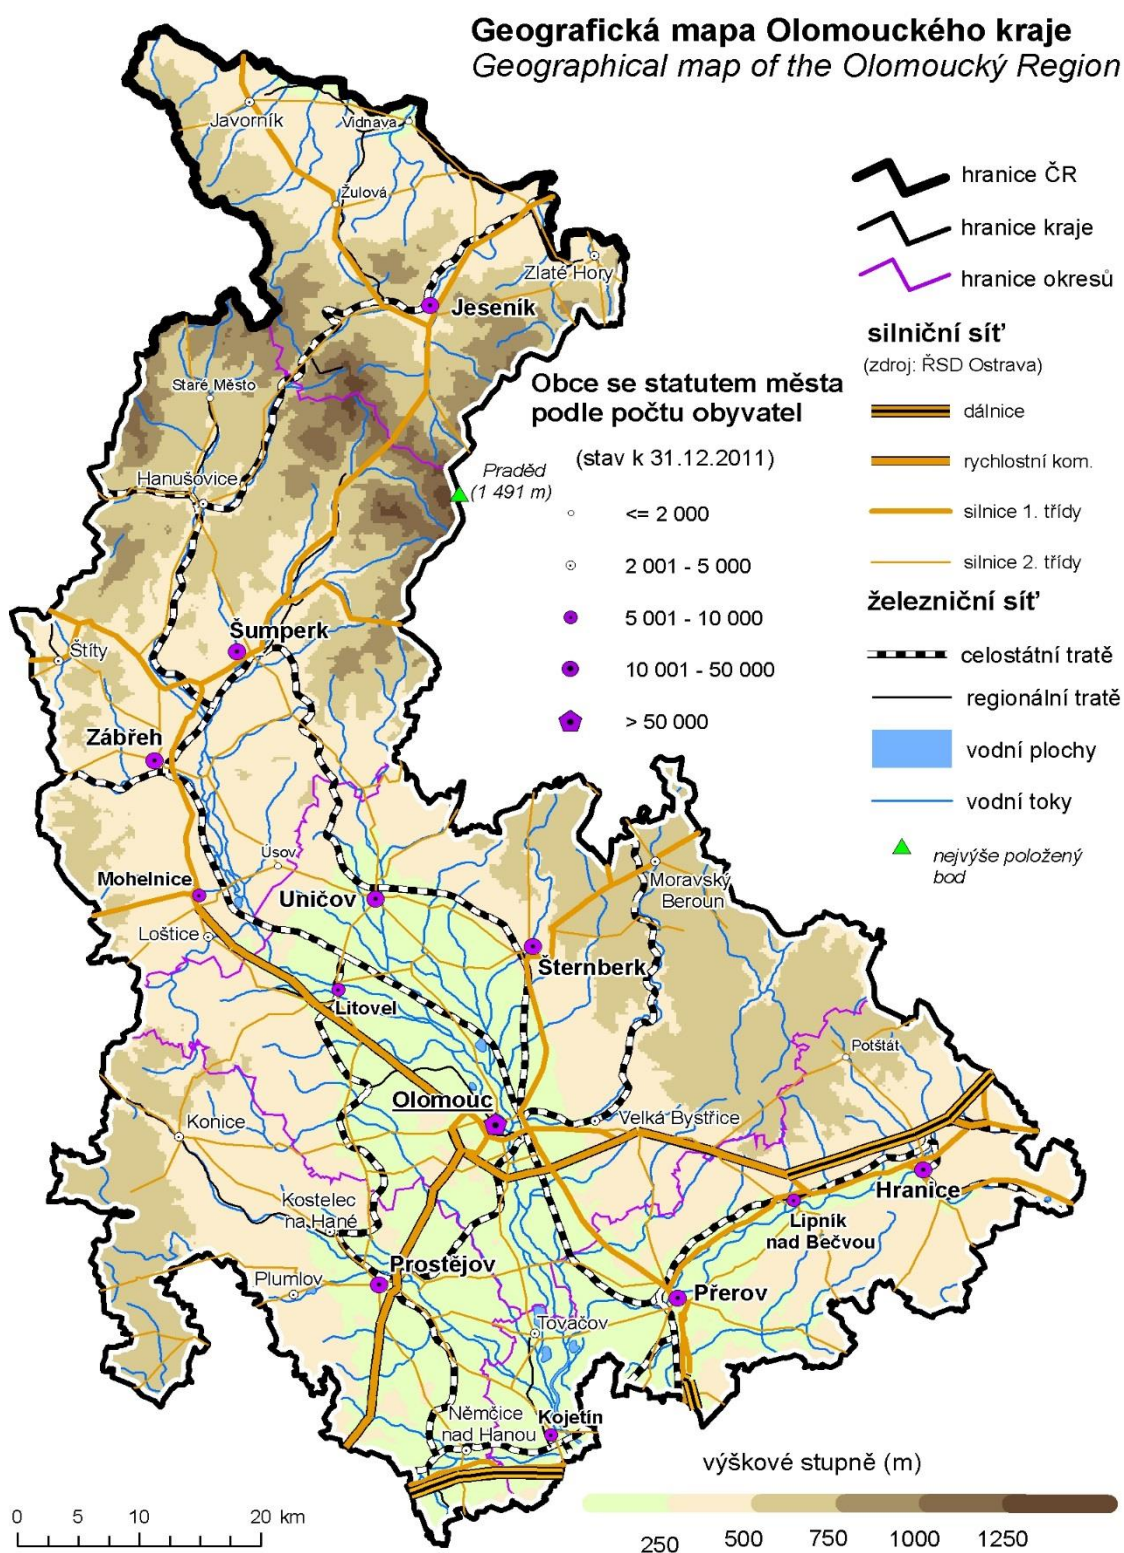 Geografická mapa Olomouckého kraje
Geographical map of the Olomoucký Region
Javorník
Vidnava
Žulová
Zlaté Hory
Jeseník
Staré Město
Hanušovice
Praděd
(1 491 m)
Šumperk
Štíty
Zábřeh
Úsov
Mohelnice
Uničov
Moravský
Beroun
Loštice
Šternberk
Litovel
Potštát
Olomouc
Velká Bystřice
Konice
Hranice
Kostelec
na Hané
Lipník
nad Bečvou
Prostějov
Plumlov
Přerov
Tovačov
Němčice
nad Hanou
Kojetín
hranice ČR
hranice kraje
hranice okresů
silniční síť
(zdroj: ŘSD Ostrava)
dálnice
rychlostní kom.
silnice 1. třídy
silnice 2. třídy
železniční síť
celostátní tratě
regionální tratě
vodní plochy
vodní toky
nejvýše položený
bod
Obce se statutem města
podle počtu obyvatel
(stav k 31.12.2011)
<= 2 000
2 001 - 5 000
5 001 - 10 000
10 001 - 50 000
> 50 000
výškové stupně (m)
250 500 750 1000 1250
0 5 10 20 km